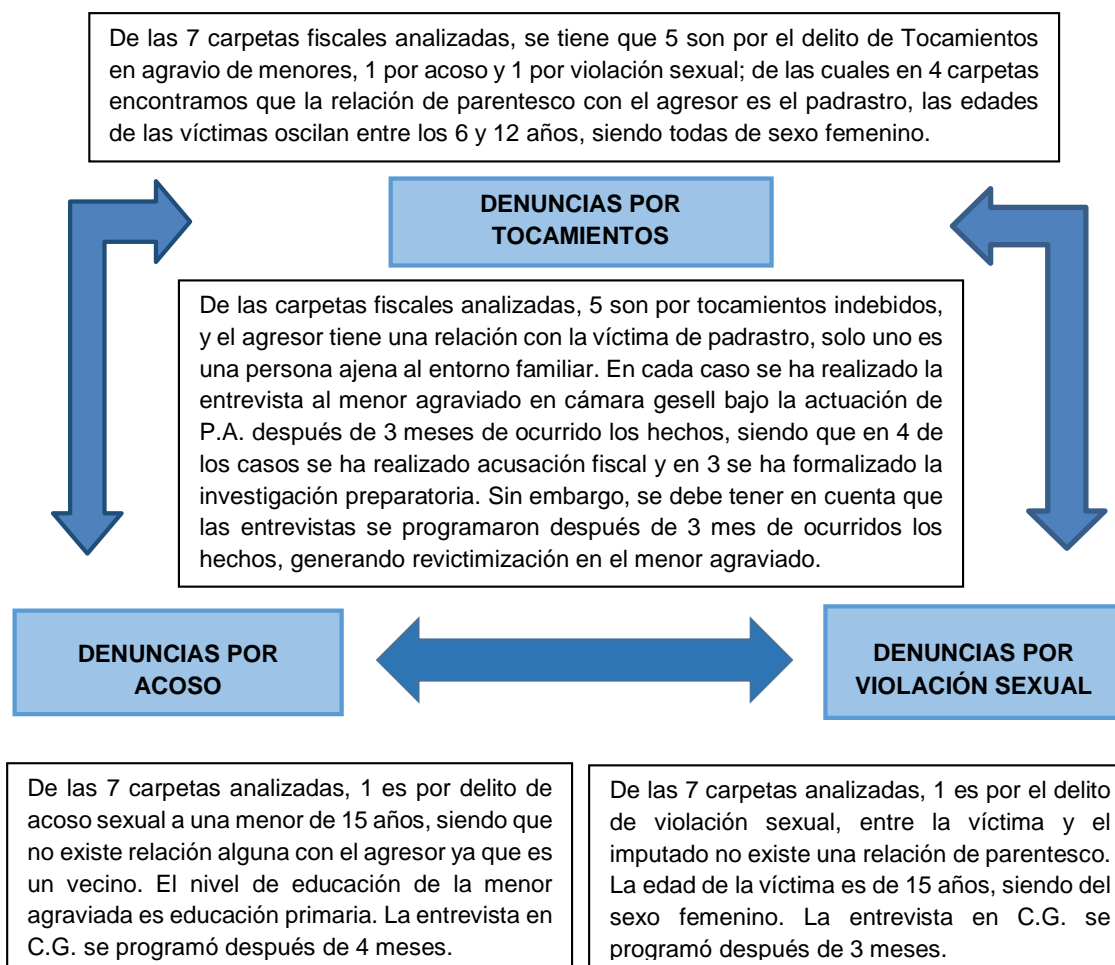 De las 7 carpetas fiscales analizadas, se tiene que 5 son por el delito de Tocamientos
en agravio de menores, 1 por acoso y 1 por violación sexual; de las cuales en 4 carpetas
encontramos que la relación de parentesco con el agresor es el padrastro, las edades
de las víctimas oscilan entre los 6 y 12 años, siendo todas de sexo femenino.
DENUNCIAS POR
TOCAMIENTOS
De las carpetas fiscales analizadas, 5 son por tocamientos indebidos,
y el agresor tiene una relación con la víctima de padrastro, solo uno es
una persona ajena al entorno familiar. En cada caso se ha realizado la
entrevista al menor agraviado en cámara gesell bajo la actuación de
P.A. después de 3 meses de ocurrido los hechos, siendo que en 4 de
los casos se ha realizado acusación fiscal y en 3 se ha formalizado la
investigación preparatoria. Sin embargo, se debe tener en cuenta que
las entrevistas se programaron después de 3 mes de ocurridos los
hechos, generando revictimización en el menor agraviado.
DENUNCIAS POR
ACOSO
DENUNCIAS POR
VIOLACIÓN SEXUAL
De las 7 carpetas analizadas, 1 es por delito de
acoso sexual a una menor de 15 años, siendo que
no existe relación alguna con el agresor ya que es
un vecino. El nivel de educación de la menor
agraviada es educación primaria. La entrevista en
C.G. se programó después de 4 meses.
De las 7 carpetas analizadas, 1 es por el delito
de violación sexual, entre la víctima y el
imputado no existe una relación de parentesco.
La edad de la víctima es de 15 años, siendo del
sexo femenino. La entrevista en C.G. se
programó después de 3 meses.